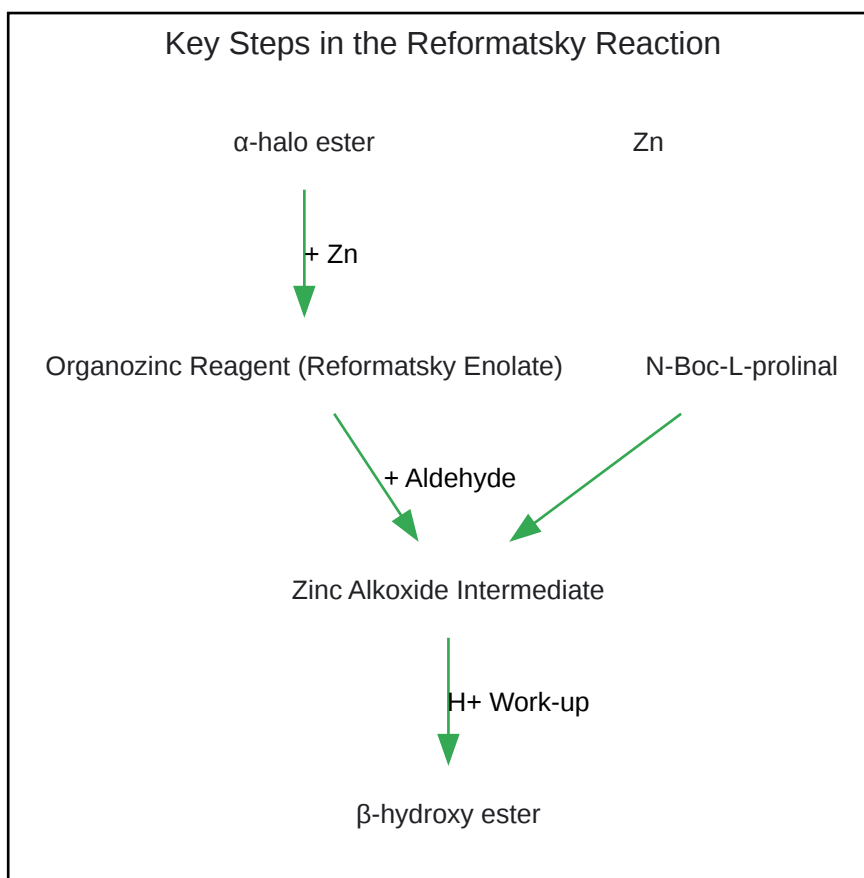 Key Steps in the Reformatsky Reaction
α-halo ester
Zn
+ Zn
Organozinc Reagent (Reformatsky Enolate)
N-Boc-L-prolinal
+ Aldehyde
Zinc Alkoxide Intermediate
H+ Work-up
β-hydroxy ester